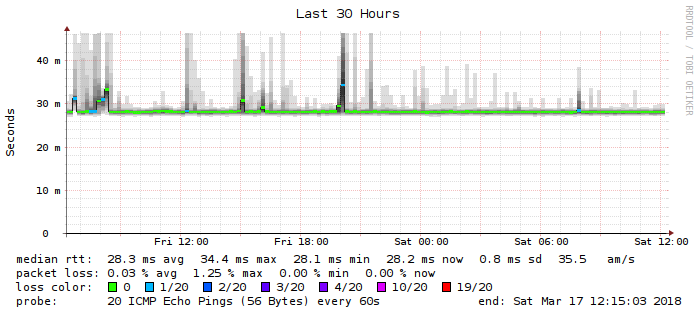 Last 30 Hours
RRDTOOL / TOBI OETIKER
Seconds
40 m
30 m
20 m
10 m
0
Fri 12:00 Fri 18:00 Sat 00:00 Sat 06:00 Sat 12:00
median rtt: 28.3 ms avg 34.4 ms max 28.1 ms min 28.2 ms now 0.8 ms sd 35.5 am/s
packet loss: 0.03 % avg 1.25 % max 0.00 % min 0.00 % now
loss color: 0 1/20 2/20 3/20 4/20 10/20 19/20
probe: 20 ICMP Echo Pings (56 Bytes) every 60s end: Sat Mar 17 12:15:03 2018